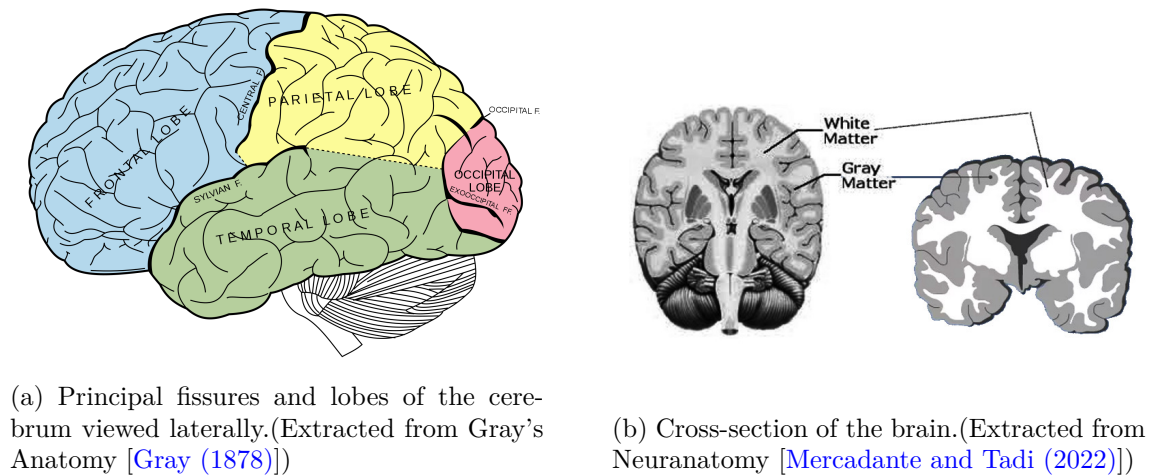 FRONTAL LOBE
CENTRAL F.
PARIETAL LOBE
OCCIPITAL F.
OCCIPITAL
LOBE
EXOOCCIPITAL FF.
SYLVIAN F.
TEMPORAL LOBE
(a) Principal fissures and lobes of the cere-
brum viewed laterally.(Extracted from Gray's
Anatomy [Gray (1878)])
White
Matter
Gray
Matter
(b) Cross-section of the brain.(Extracted from
Neuranatomy [Mercadante and Tadi (2022)])